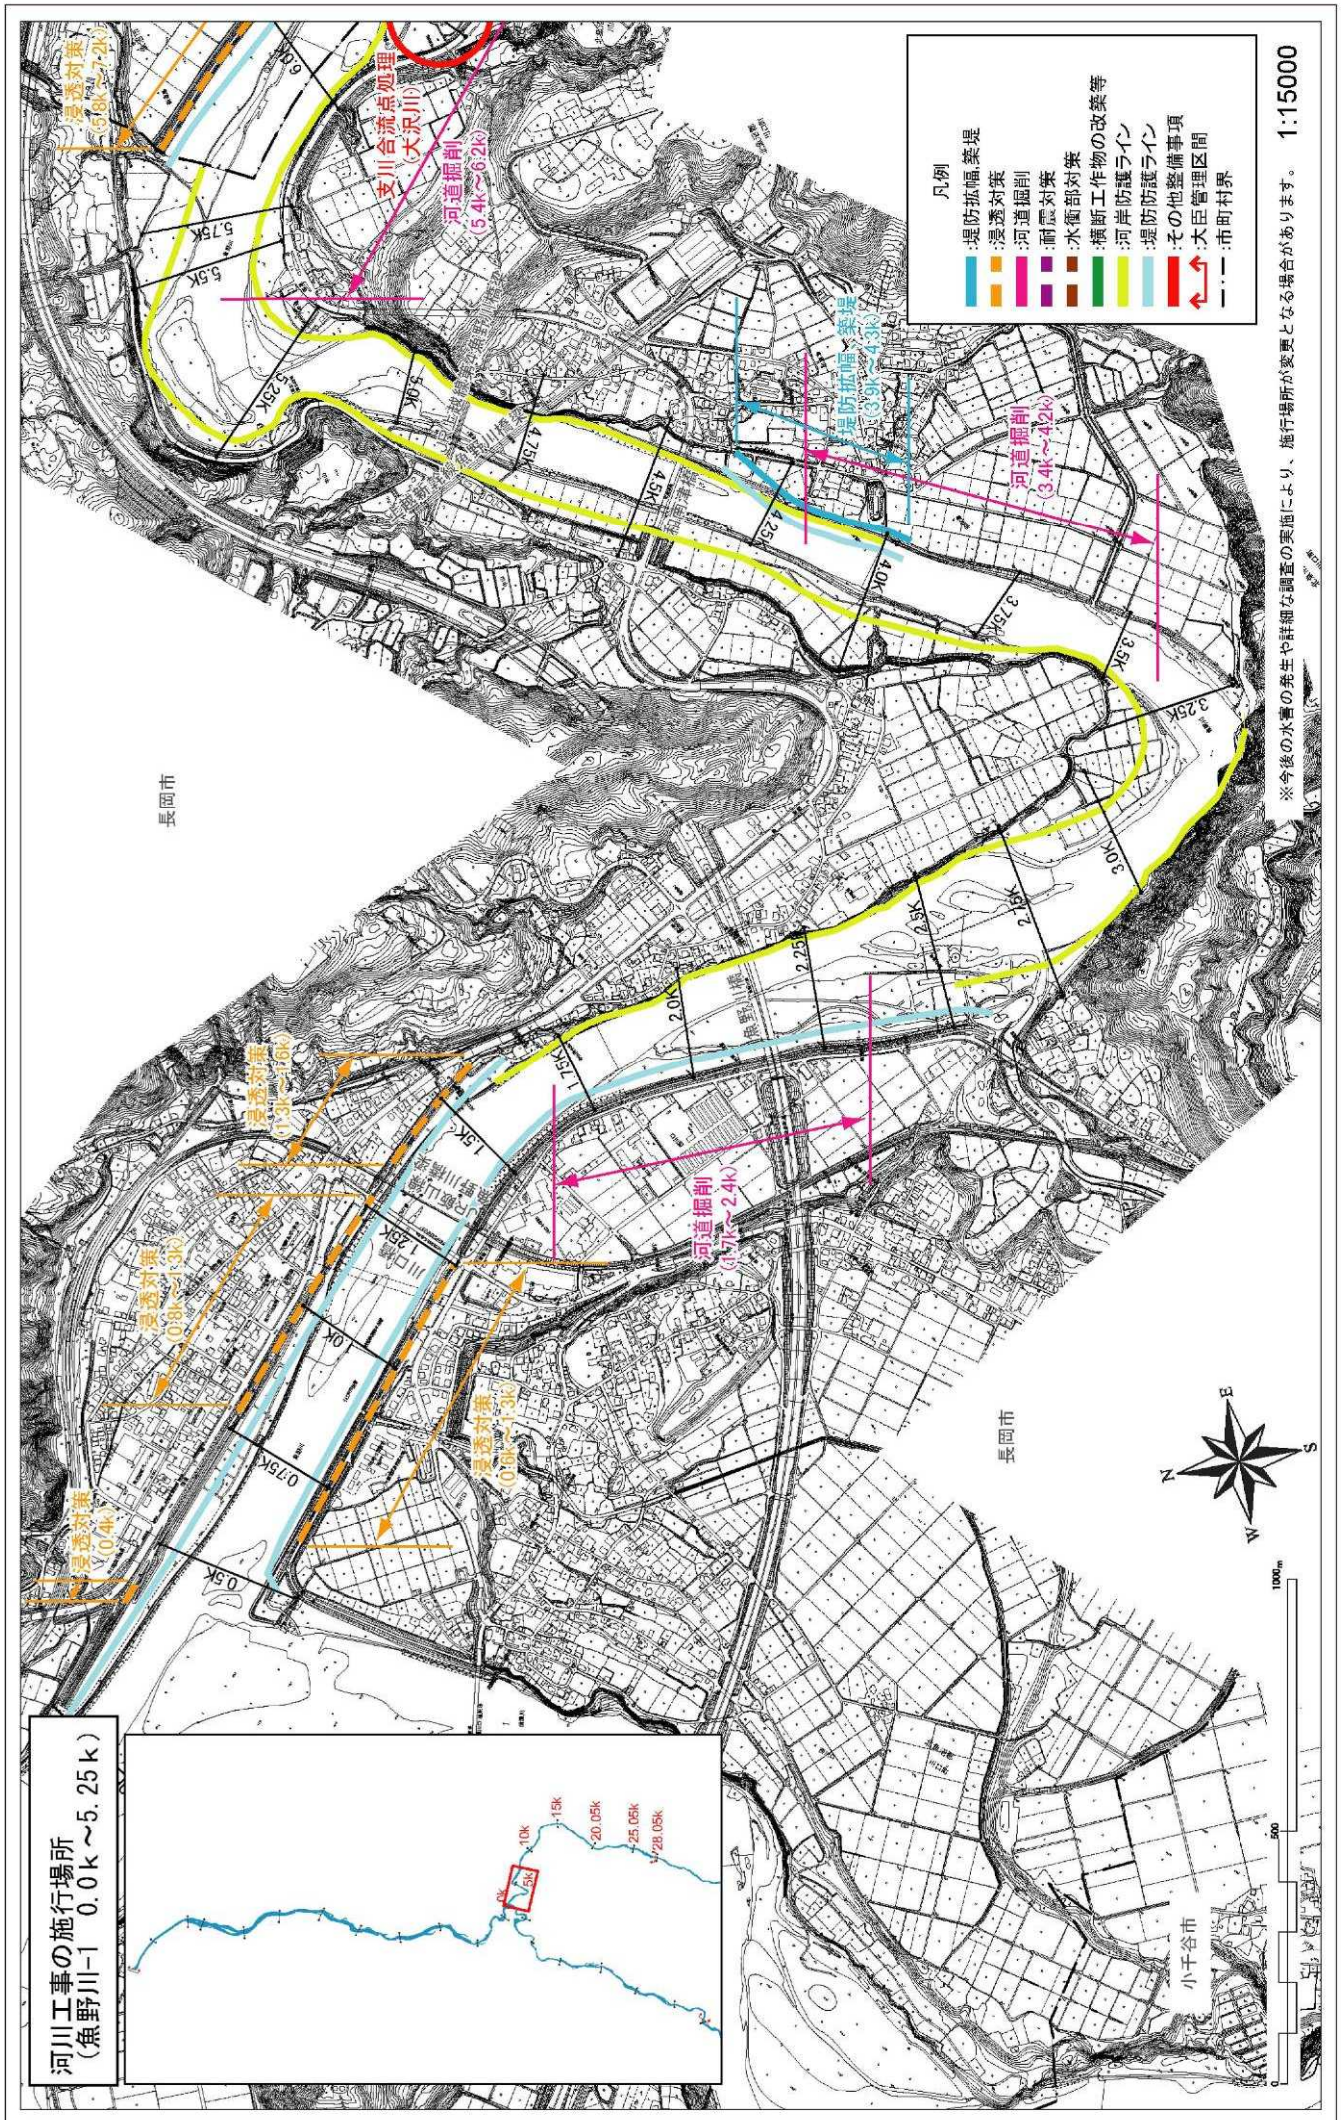 河川工事の施行場所
(魚野川-1 0.0k～5.25k)
0k
5k
10k
15k
20.05k
25.05k
28.05k
浸透対策
(0.4k)
浸透対策
(0.8k～1.3k)
浸透対策
(1.3k～1.6k)
浸透対策
(0.6k～1.3k)
河道掘削
(1.7k～2.4k)
河道掘削
(3.4k～4.2k)
堤防拡幅、築堤
(3.9k～4.3k)
河道掘削
(5.4k～6.2k)
支川合流点処理
(大沢川)
浸透対策
(5.8k～7.2k)
0.5K
0.75K
1.0K
1.25K
1.5K
1.75K
2.0K
2.25K
2.5K
2.75K
3.0K
3.25K
3.5K
3.75K
4.0K
4.25K
4.5K
4.75K
5.0K
5.25K
5.5K
5.75K
6.0K
川口橋
魚野川橋
長岡市
長岡市
小千谷市
N
E
S
W
0
500
1000m
凡例
:堤防拡幅、築堤
:浸透対策
:河道掘削
:耐震対策
:水衝部対策
:横断工作物の改築等
:河岸防護ライン
:堤防防護ライン
:その他整備事項
:大臣管理区間
:市町村界
※今後の水害の発生や詳細な調査の実施により、施行場所が変更となる場合があります。
1:15000